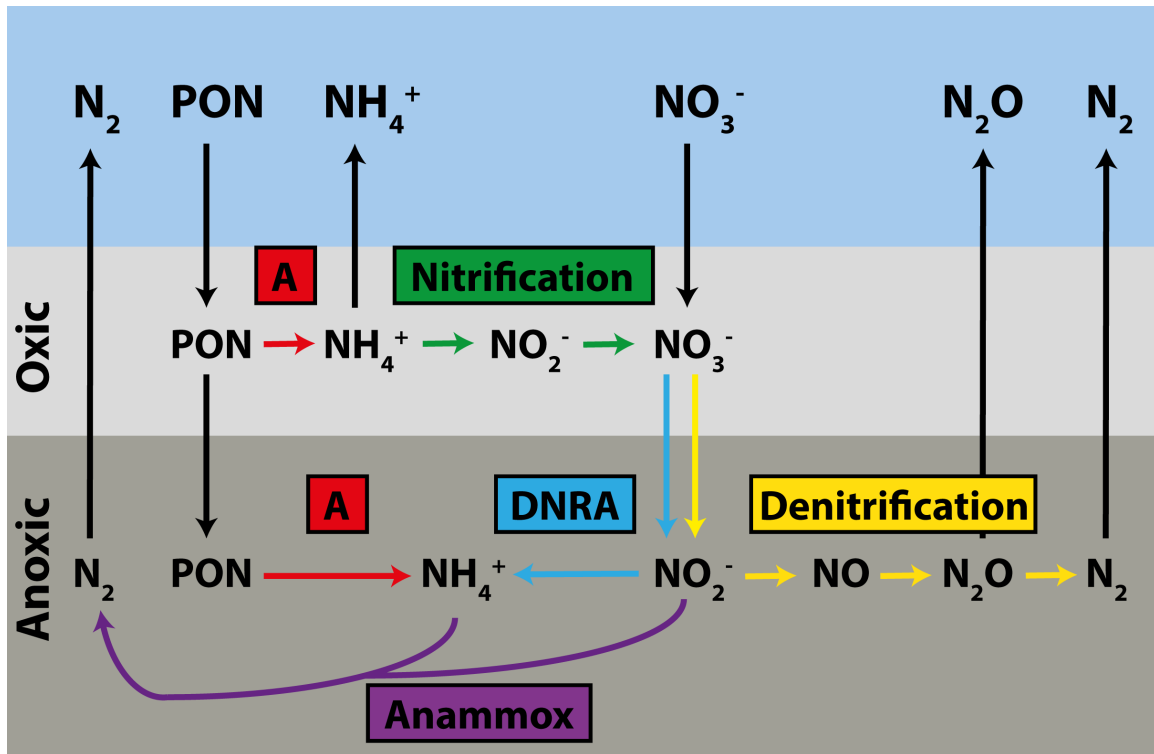 N₂ PON NH₄⁺ NO₃⁻ N₂O N₂
A Nitrification
Oxic
PON NH₄⁺ NO₂⁻ NO₃⁻
A DNRA Denitrification
Anoxic
N₂ PON NH₄⁺ NO₂⁻ NO N₂O N₂
Anammox